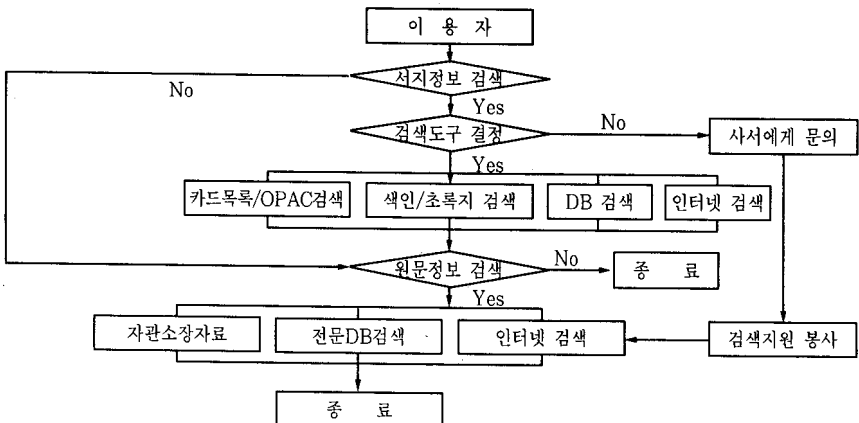 이 용 자
서지정보 검색
No
Yes
검색도구 결정
No
사서에게 문의
Yes
카드목록/OPAC검색
색인/초록지 검색
DB 검색
인터넷 검색
원문정보 검색
No
종 료
Yes
자관소장자료
전문DB검색
인터넷 검색
검색지원 봉사
종 료